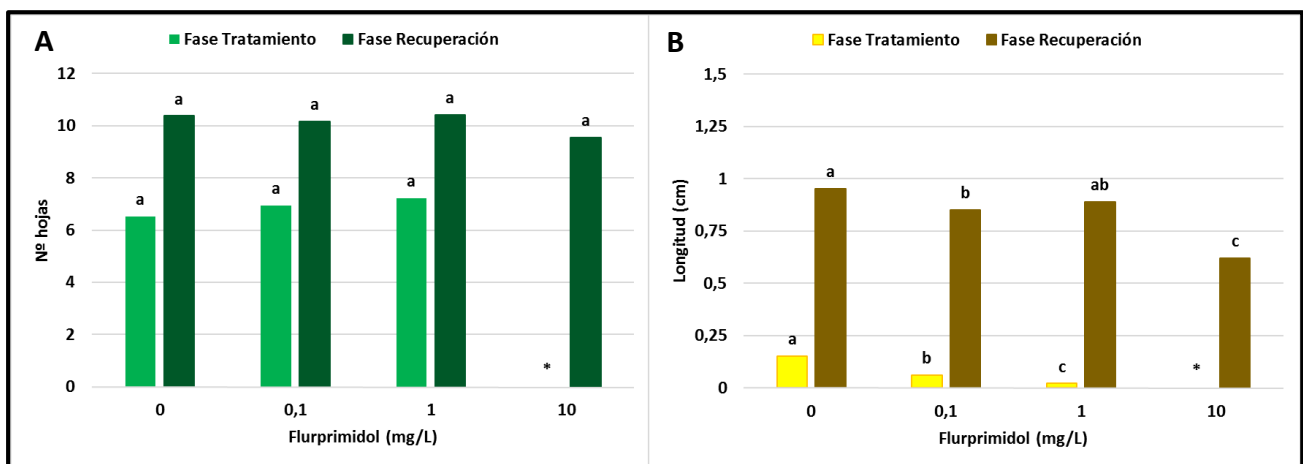 A
Fase Tratamiento
Fase Recuperación
Nº hojas
12
10
8
6
4
2
0
a
a
a
a
a
a
*
a
0
0,1
1
10
Flurprimidol (mg/L)
B
Fase Tratamiento
Fase Recuperación
Longitud (cm)
1,5
1,25
1
0,75
0,5
0,25
0
a
a
b
b
c
ab
*
c
0
0,1
1
10
Flurprimidol (mg/L)